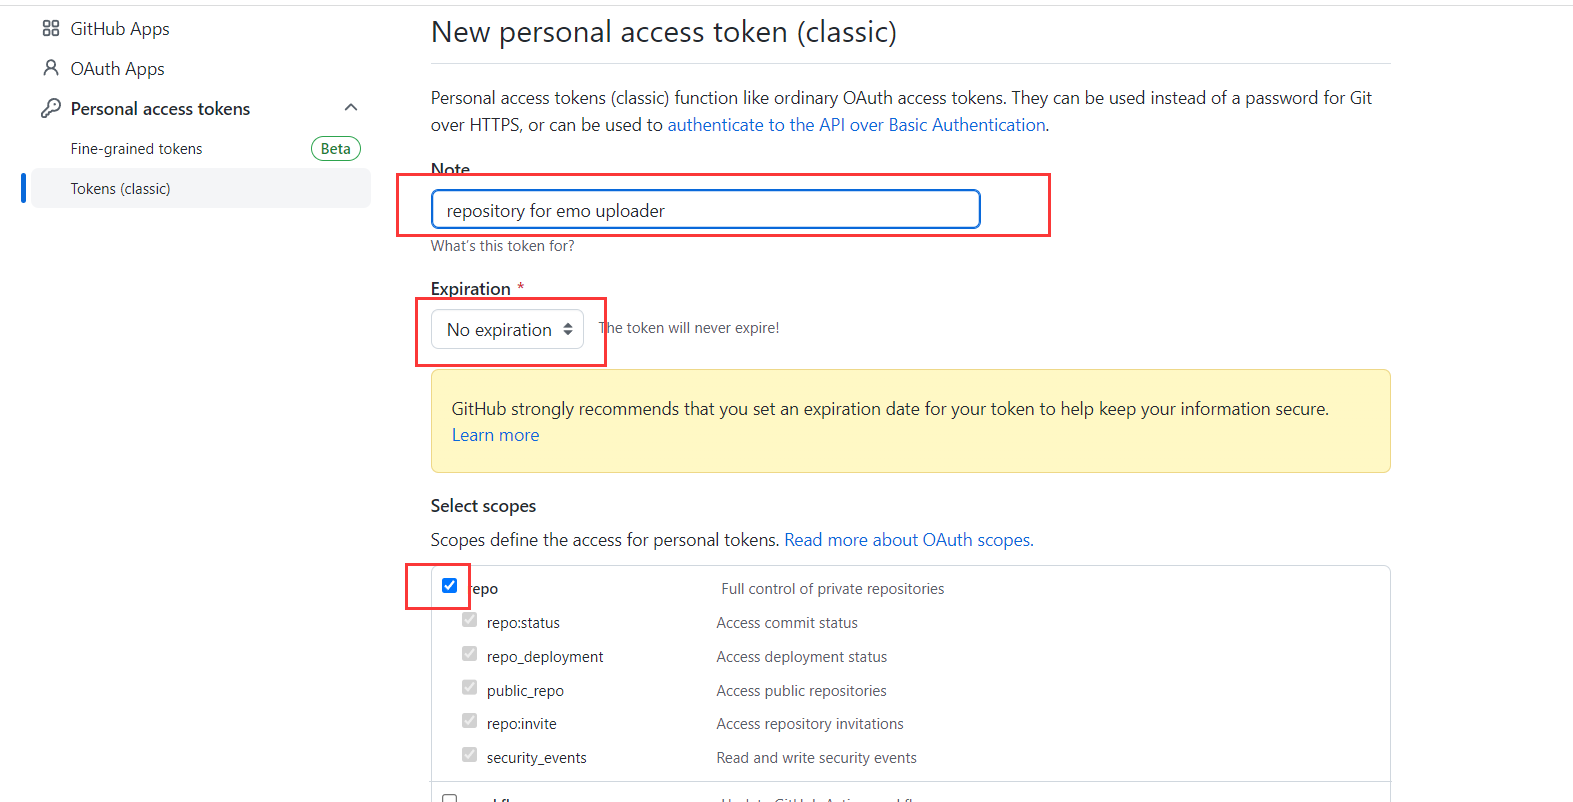 GitHub Apps
OAuth Apps
Personal access tokens
Fine-grained tokens
Beta
Tokens (classic)
New personal access token (classic)
Personal access tokens (classic) function like ordinary OAuth access tokens. They can be used instead of a password for Git
over HTTPS, or can be used to authenticate to the API over Basic Authentication.
Note
repository for emo uploader
What's this token for?
Expiration *
No expiration
The token will never expire!
GitHub strongly recommends that you set an expiration date for your token to help keep your information secure.
Learn more
Select scopes
Scopes define the access for personal tokens. Read more about OAuth scopes.
repo Full control of private repositories
repo:status Access commit status
repo_deployment Access deployment status
public_repo Access public repositories
repo:invite Access repository invitations
security_events Read and write security events